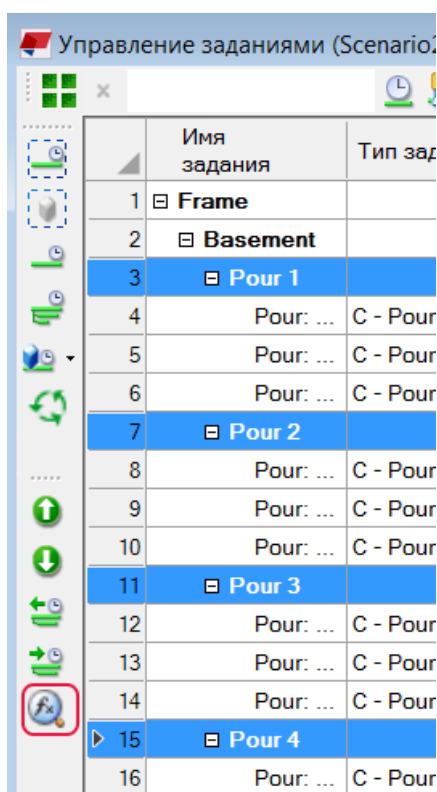 Управление заданиями (Scenario2
Имя задания Тип зад
1 Frame
2 Basement
3 Pour 1
4 Pour: ... C - Pour
5 Pour: ... C - Pour
6 Pour: ... C - Pour
7 Pour 2
8 Pour: ... C - Pour
9 Pour: ... C - Pour
10 Pour: ... C - Pour
11 Pour 3
12 Pour: ... C - Pour
13 Pour: ... C - Pour
14 Pour: ... C - Pour
15 Pour 4
16 Pour: ... C - Pour